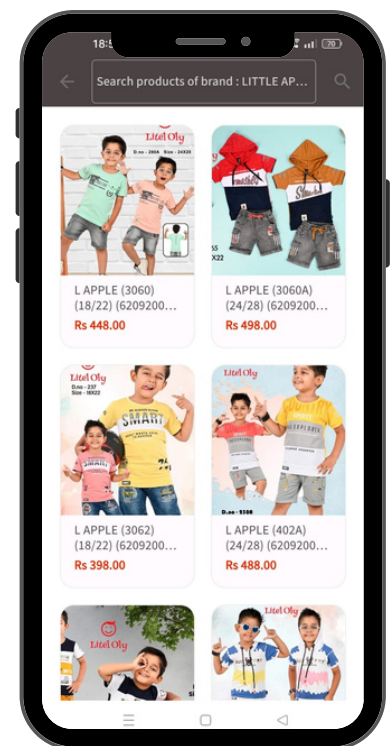 18:5
70
Search products of brand : LITTLE AP...
Litel Oly
D.no - 288A Size - 24X28
L APPLE (3060)
(18/22) (6209200...
Rs 448.00
X22
L APPLE (3060A)
(24/28) (6209200...
Rs 498.00
Litel Oly
D.no - 237
Size - 18X22
SMART
SMART
L APPLE (3062)
(18/22) (6209200...
Rs 398.00
Litel Oly
L APPLE (402A)
(24/28) (6209200...
Rs 488.00
Litel Oly
Litel Oly